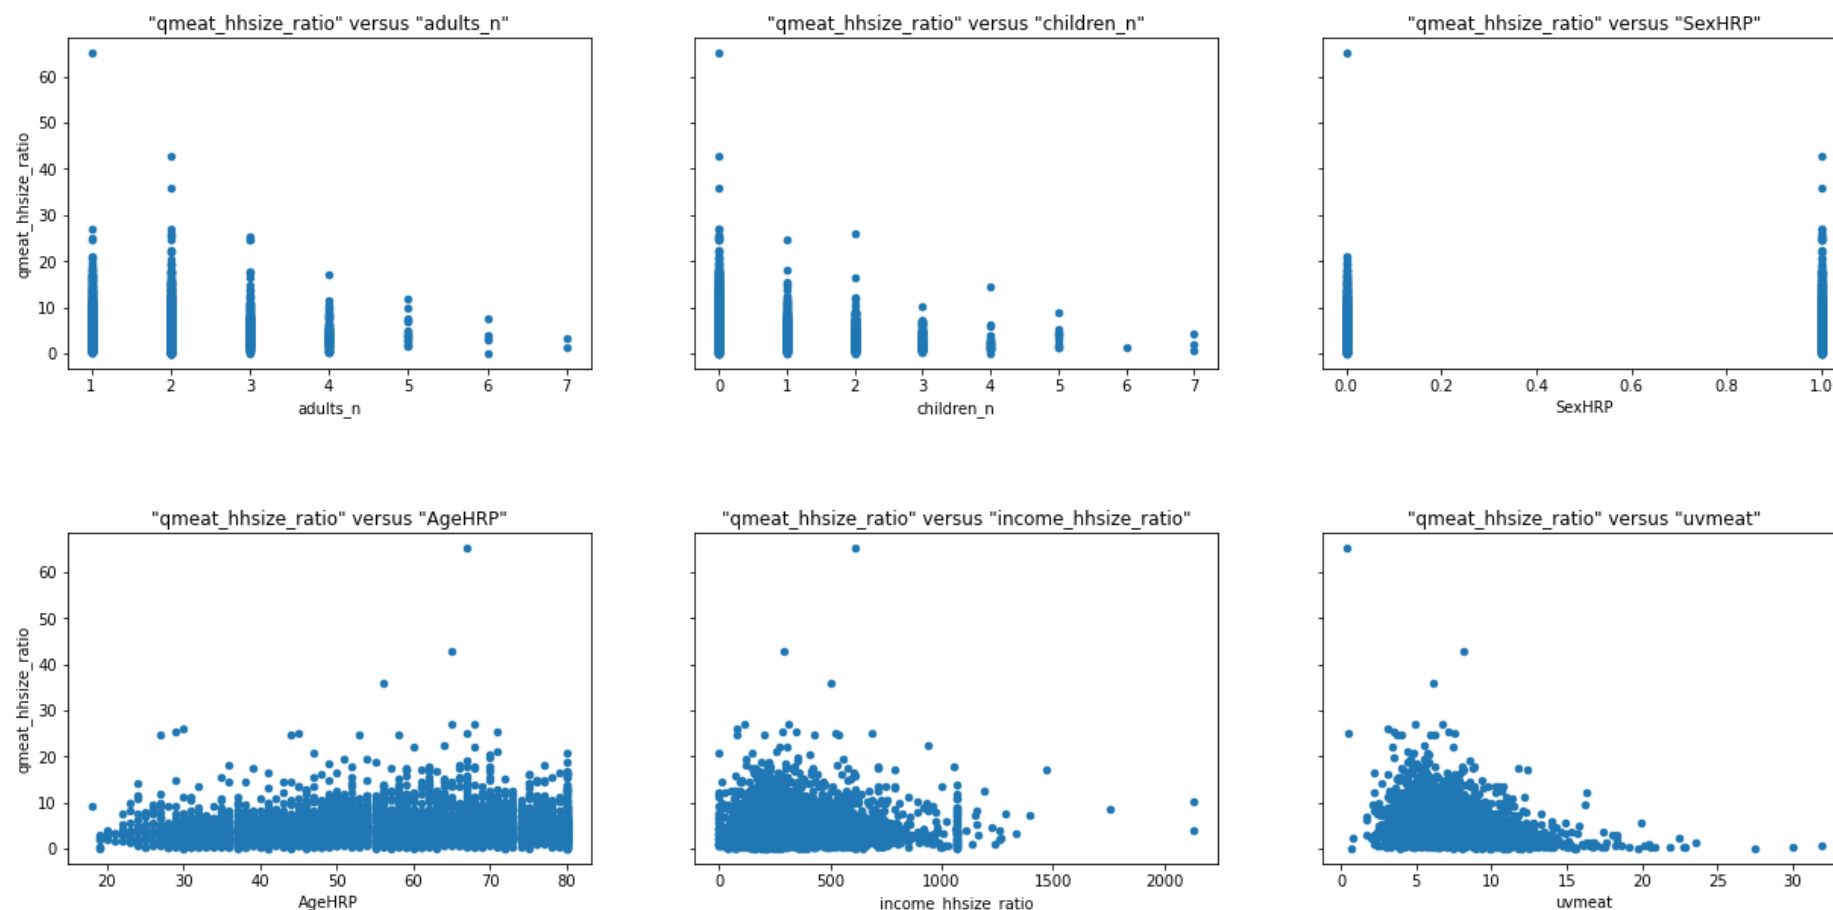 "qmeat_hhsize_ratio" versus "adults_n"
"qmeat_hhsize_ratio" versus "children_n"
"qmeat_hhsize_ratio" versus "SexHRP"
qmeat_hhsize_ratio
60
50
40
30
20
10
0
1 2 3 4 5 6 7
0 1 2 3 4 5 6 7
0.0 0.2 0.4 0.6 0.8 1.0
adults_n
children_n
SexHRP
"qmeat_hhsize_ratio" versus "AgeHRP"
"qmeat_hhsize_ratio" versus "income_hhsize_ratio"
"qmeat_hhsize_ratio" versus "uvmeat"
qmeat_hhsize_ratio
60
50
40
30
20
10
0
20 30 40 50 60 70 80
0 500 1000 1500 2000
0 5 10 15 20 25 30
AgeHRP
income_hhsize_ratio
uvmeat